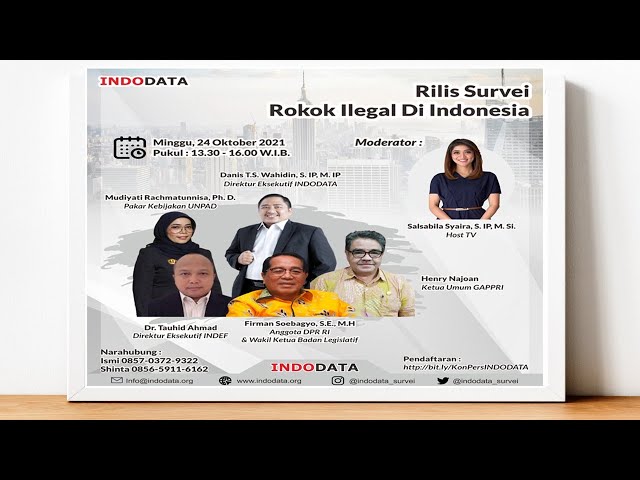 INDODATA
Rilis Survei
Rokok Ilegal Di Indonesia
Minggu, 24 Oktober 2021
Pukul : 13.30 - 16.00 W.I.B.
Moderator :
Danis T.S. Wahidin, S. IP, M. IP
Direktur Eksekutif INDODATA
Mudiyati Rachmatunnisa, Ph. D.
Pakar Kebijakan UNPAD
Salsabila Syaira, S. IP, M. Si.
Host TV
Henry Najoan
Ketua Umum GAPPRI
Dr. Tauhid Ahmad
Direktur Eksekutif INDEF
Firman Soebagyo, S.E., M.H
Anggota DPR RI
& Wakil Ketua Badan Legislatif
Narahubung :
Ismi 0857-0372-9322
Shinta 0856-5911-6162
INDODATA
Pendaftaran :
http://bit.ly/KonPersINDODATA
Info@indodata.org
www.indodata.org
@indodata_survei
@indodata_survei